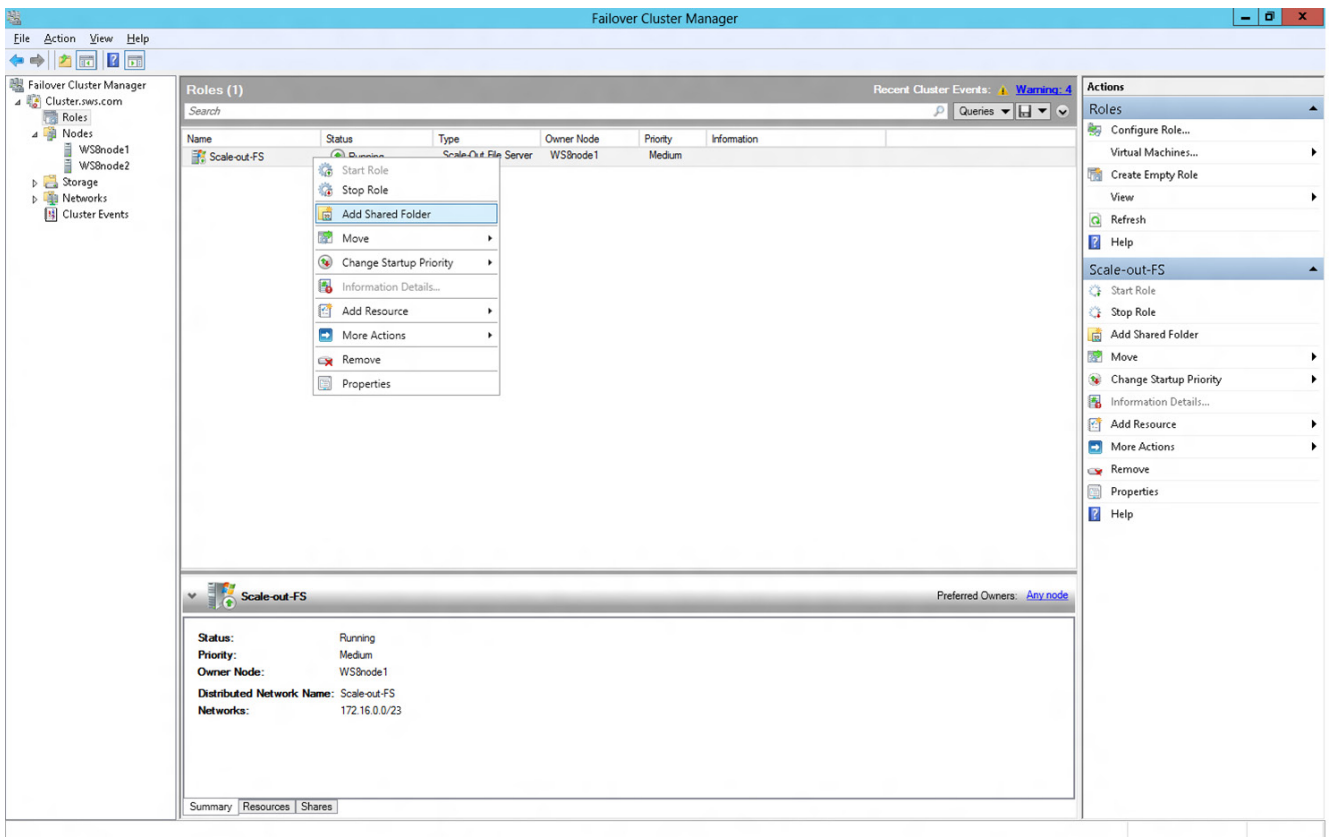 Failover Cluster Manager
File Action View Help
Failover Cluster Manager
Cluster.sws.com
Roles
Nodes
WS8node1
WS8node2
Storage
Networks
Cluster Events
Roles (1)
Recent Cluster Events: Warning: 4
Search
Queries
Name Status Type Owner Node Priority Information
Scale-out-FS Running Scale-Out File Server WS8node1 Medium
Start Role
Stop Role
Add Shared Folder
Move
Change Startup Priority
Information Details...
Add Resource
More Actions
Remove
Properties
Scale-out-FS
Preferred Owners: Any node
Status: Running
Priority: Medium
Owner Node: WS8node1
Distributed Network Name: Scale-out-FS
Networks: 172.16.0.0/23
Summary Resources Shares
Actions
Roles
Configure Role...
Virtual Machines...
Create Empty Role
View
Refresh
Help
Scale-out-FS
Start Role
Stop Role
Add Shared Folder
Move
Change Startup Priority
Information Details...
Add Resource
More Actions
Remove
Properties
Help